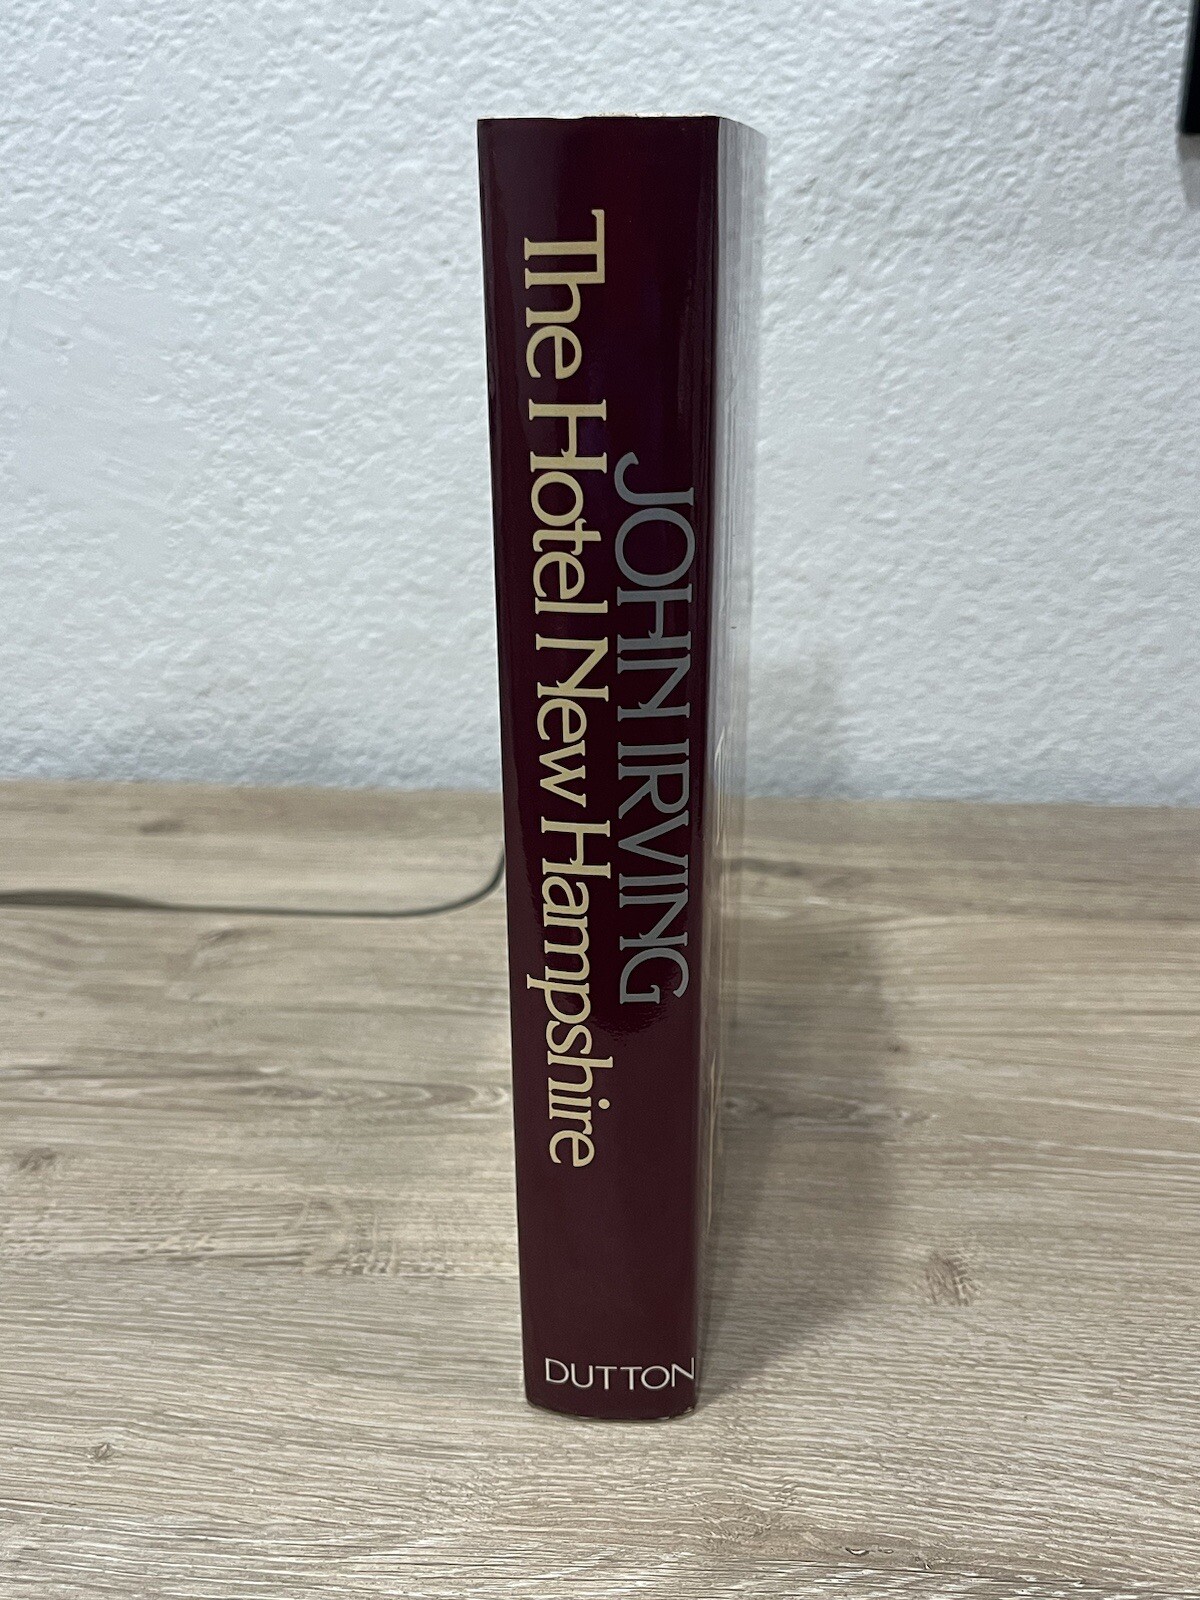 JOHN IRVING
The Hotel New Hampshire
DUTTON